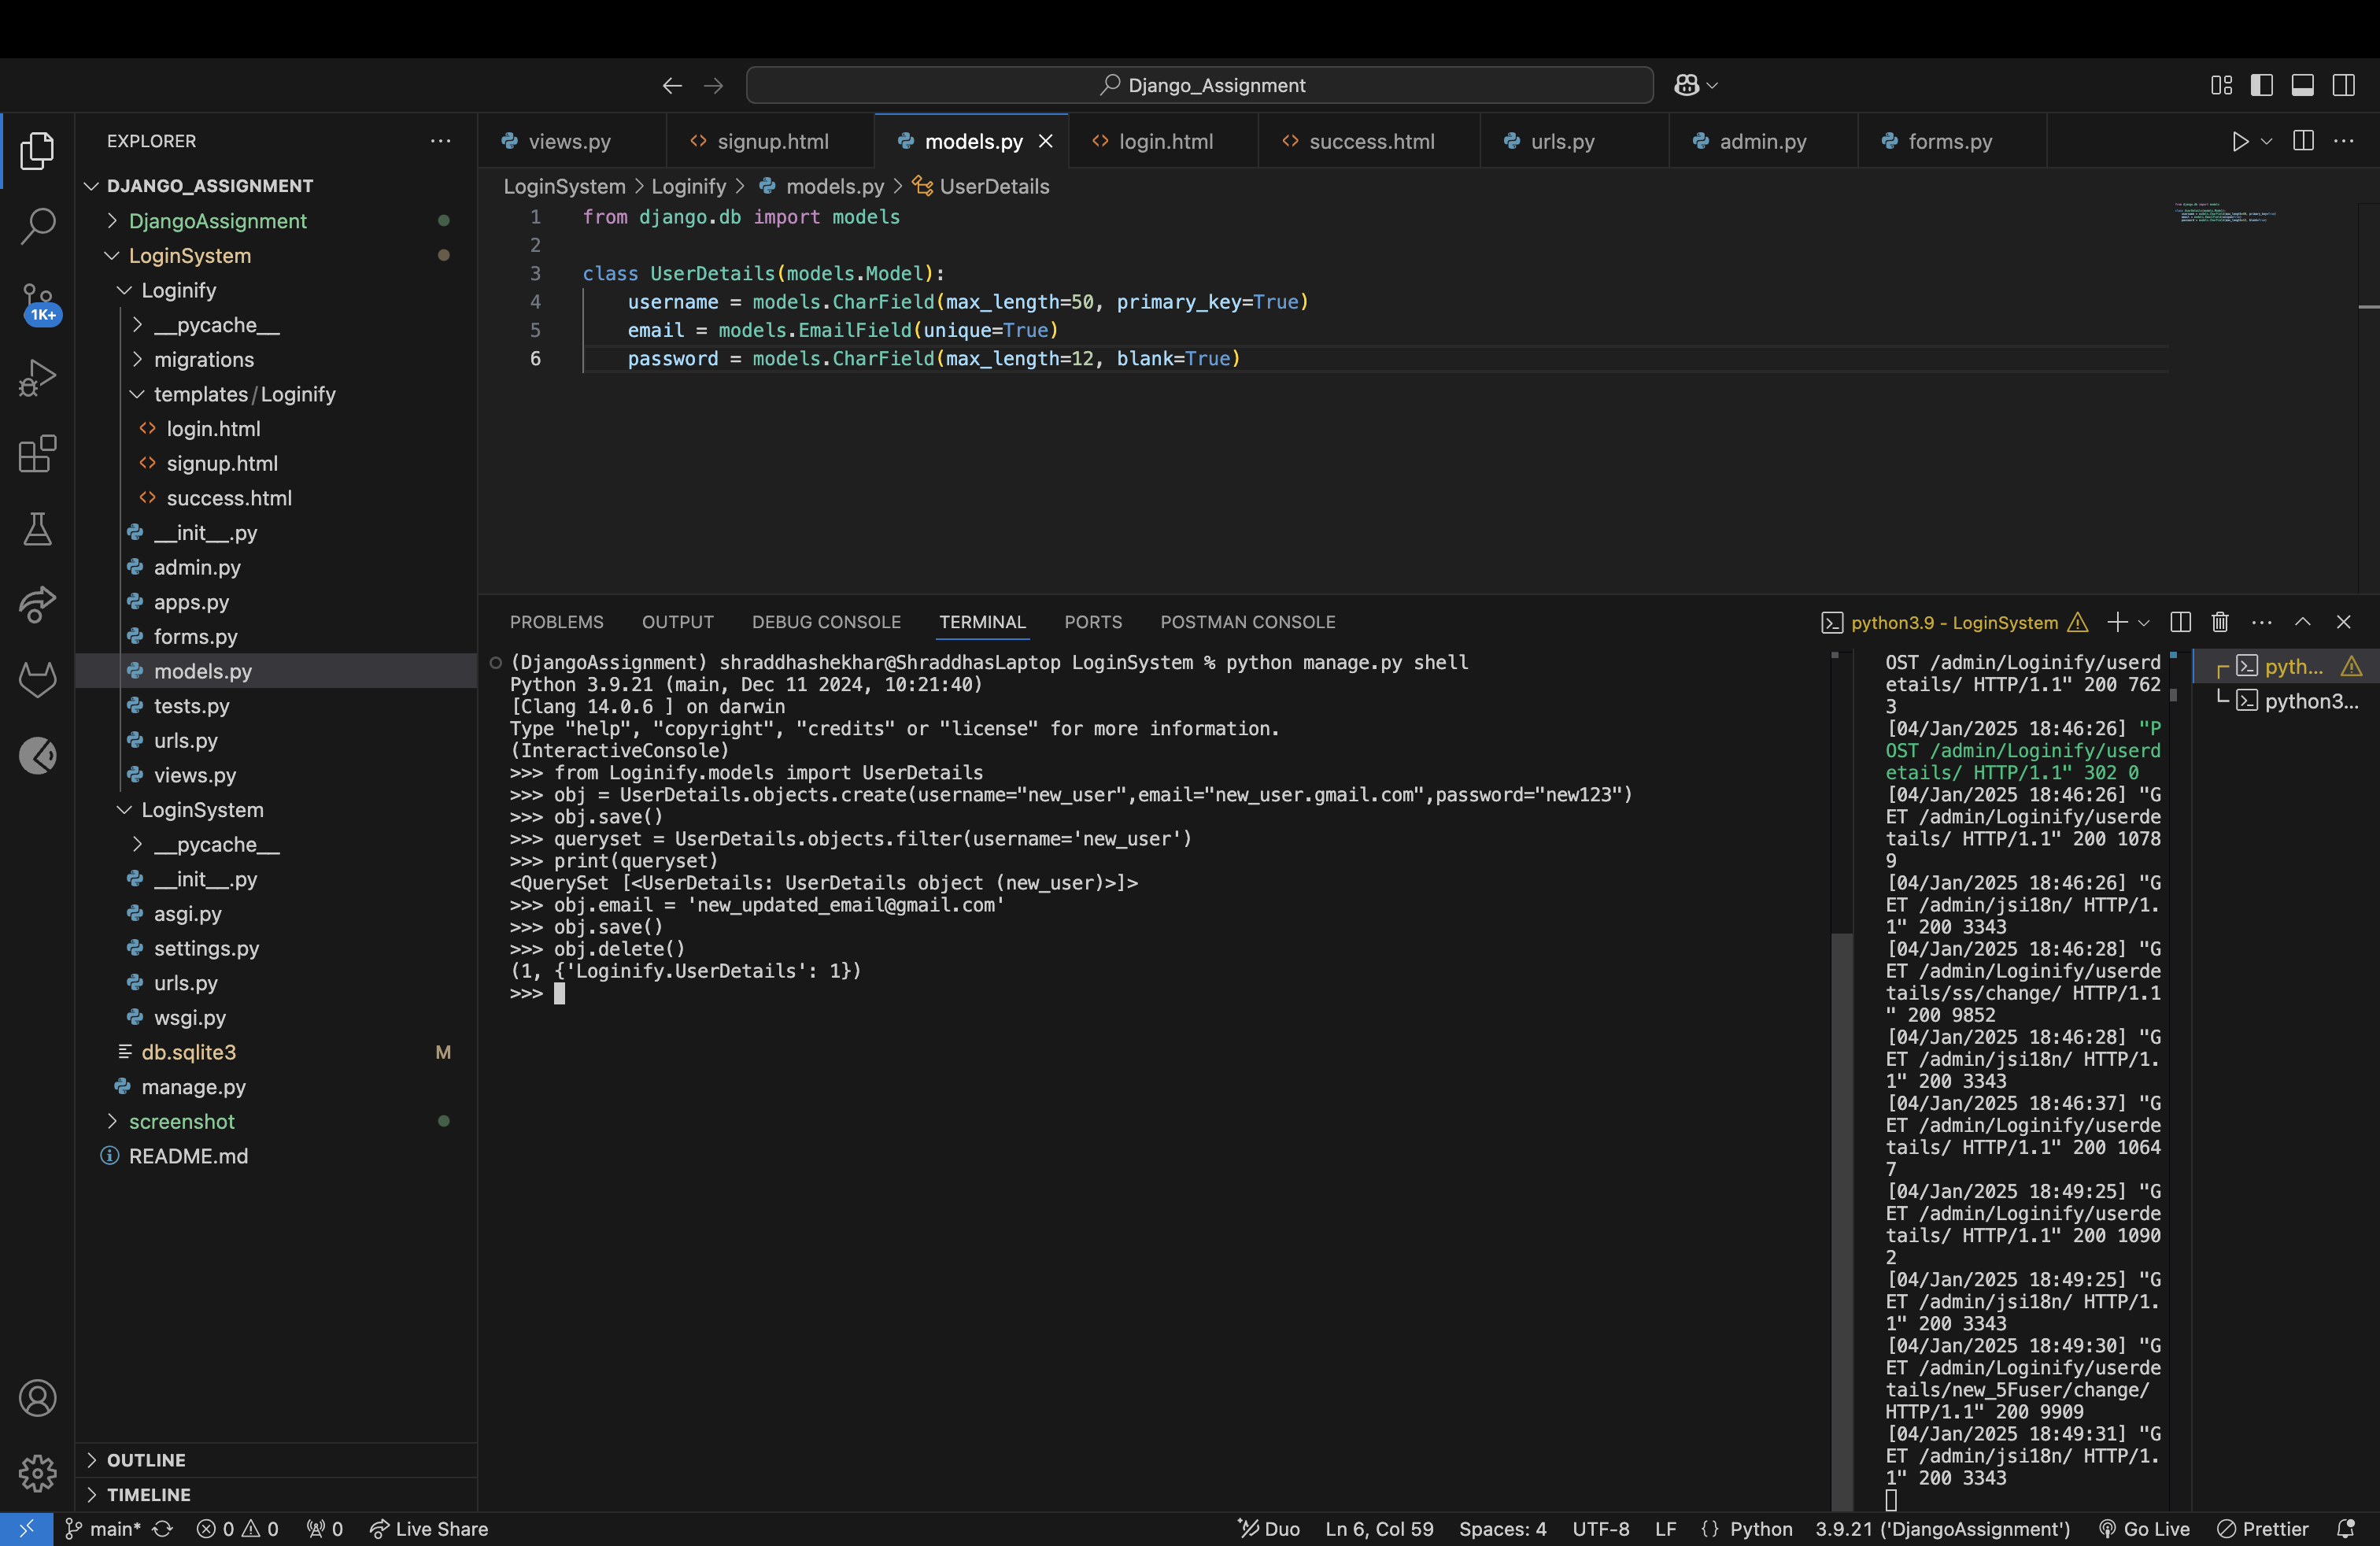 Django_Assignment
EXPLORER
DJANGO_ASSIGNMENT
DjangoAssignment
LoginSystem
Loginify
__pycache__
migrations
templates/Loginify
login.html
signup.html
success.html
__init__.py
admin.py
apps.py
forms.py
models.py
tests.py
urls.py
views.py
LoginSystem
__pycache__
__init__.py
asgi.py
settings.py
urls.py
wsgi.py
db.sqlite3 M
manage.py
screenshot
README.md
OUTLINE
TIMELINE
1K+
views.py signup.html models.py login.html success.html urls.py admin.py forms.py
LoginSystem > Loginify > models.py > UserDetails
1 from django.db import models
2
3 class UserDetails(models.Model):
4 username = models.CharField(max_length=50, primary_key=True)
5 email = models.EmailField(unique=True)
6 password = models.CharField(max_length=12, blank=True)
PROBLEMS OUTPUT DEBUG CONSOLE TERMINAL PORTS POSTMAN CONSOLE
python3.9 - LoginSystem
(DjangoAssignment) shraddhashekhar@ShraddhasLaptop LoginSystem % python manage.py shell
Python 3.9.21 (main, Dec 11 2024, 10:21:40)
[Clang 14.0.6 ] on darwin
Type "help", "copyright", "credits" or "license" for more information.
(InteractiveConsole)
>>> from Loginify.models import UserDetails
>>> obj = UserDetails.objects.create(username="new_user",email="new_user.gmail.com",password="new123")
>>> obj.save()
>>> queryset = UserDetails.objects.filter(username='new_user')
>>> print(queryset)
<QuerySet [<UserDetails: UserDetails object (new_user)>]>
>>> obj.email = 'new_updated_email@gmail.com'
>>> obj.save()
>>> obj.delete()
(1, {'Loginify.UserDetails': 1})
>>>
OST /admin/Loginify/userd
etails/ HTTP/1.1" 200 762
3
[04/Jan/2025 18:46:26] "P
OST /admin/Loginify/userd
etails/ HTTP/1.1" 302 0
[04/Jan/2025 18:46:26] "G
ET /admin/Loginify/userde
tails/ HTTP/1.1" 200 1078
9
[04/Jan/2025 18:46:26] "G
ET /admin/jsi18n/ HTTP/1.
1" 200 3343
[04/Jan/2025 18:46:28] "G
ET /admin/Loginify/userde
tails/ss/change/ HTTP/1.1
" 200 9852
[04/Jan/2025 18:46:28] "G
ET /admin/jsi18n/ HTTP/1.
1" 200 3343
[04/Jan/2025 18:46:37] "G
ET /admin/Loginify/userde
tails/ HTTP/1.1" 200 1064
7
[04/Jan/2025 18:49:25] "G
ET /admin/Loginify/userde
tails/ HTTP/1.1" 200 1090
2
[04/Jan/2025 18:49:25] "G
ET /admin/jsi18n/ HTTP/1.
1" 200 3343
[04/Jan/2025 18:49:30] "G
ET /admin/Loginify/userde
tails/new_5Fuser/change/
HTTP/1.1" 200 9909
[04/Jan/2025 18:49:31] "G
ET /admin/jsi18n/ HTTP/1.
1" 200 3343
pyth...
python3...
main* 0 0 0 Live Share Duo Ln 6, Col 59 Spaces: 4 UTF-8 LF {} Python 3.9.21 ('DjangoAssignment') Go Live Prettier